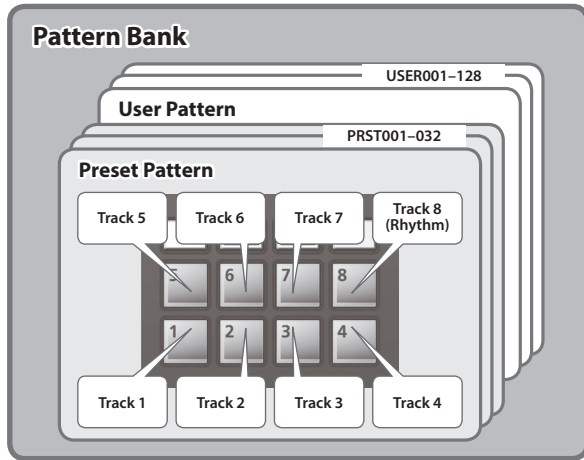 Pattern Bank
USER001–128
User Pattern
PRST001–032
Preset Pattern
Track 5
Track 6
Track 7
Track 8
(Rhythm)
5
6
7
8
1
2
3
4
Track 1
Track 2
Track 3
Track 4